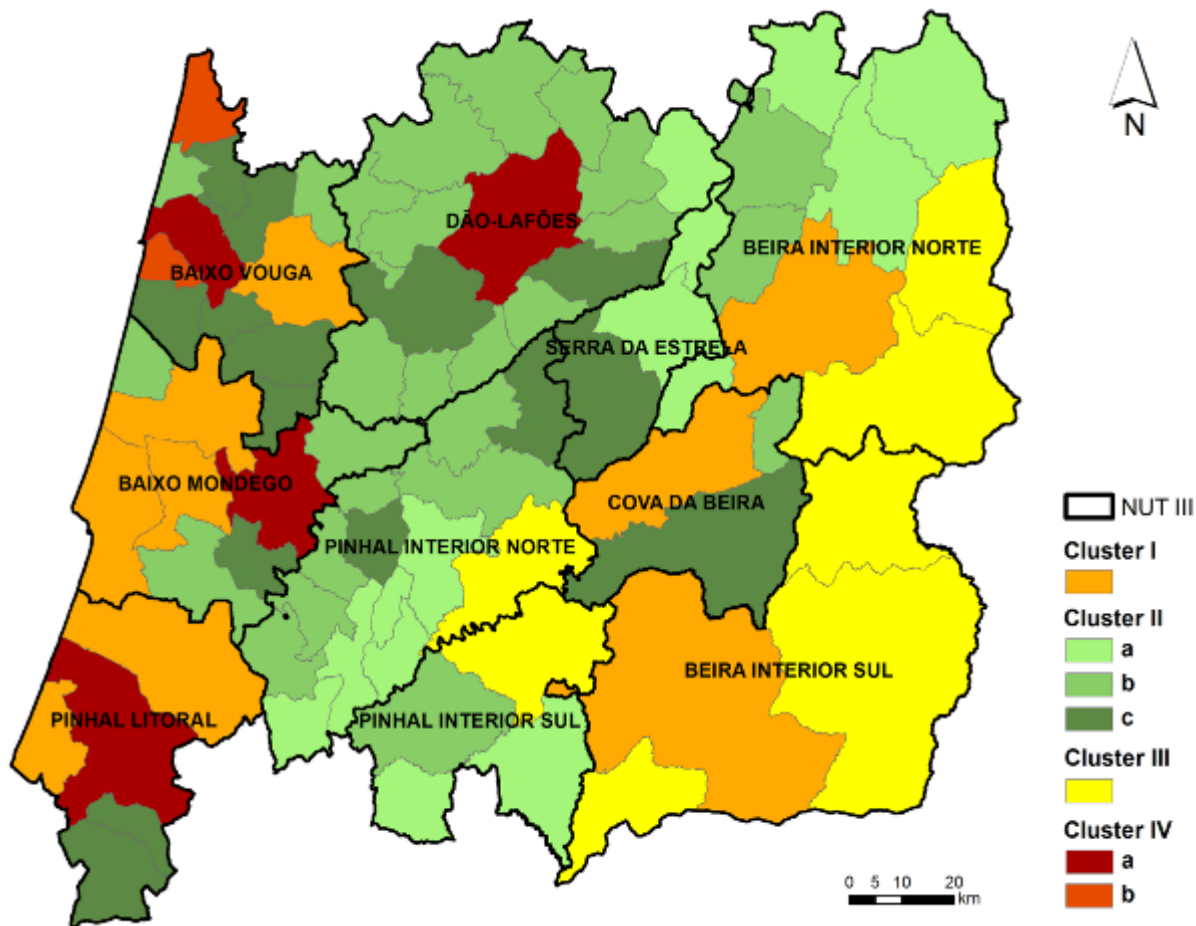 N
DÃO-LAFÕES
BEIRA INTERIOR NORTE
BAIXO VOUGA
SERRA DA ESTRELA
BAIXO MONDEGO
COVA DA BEIRA
PINHAL INTERIOR NORTE
BEIRA INTERIOR SUL
PINHAL LITORAL
PINHAL INTERIOR SUL
NUT III
Cluster I
Cluster II
a
b
c
Cluster III
Cluster IV
a
b
0 5 10 20
km